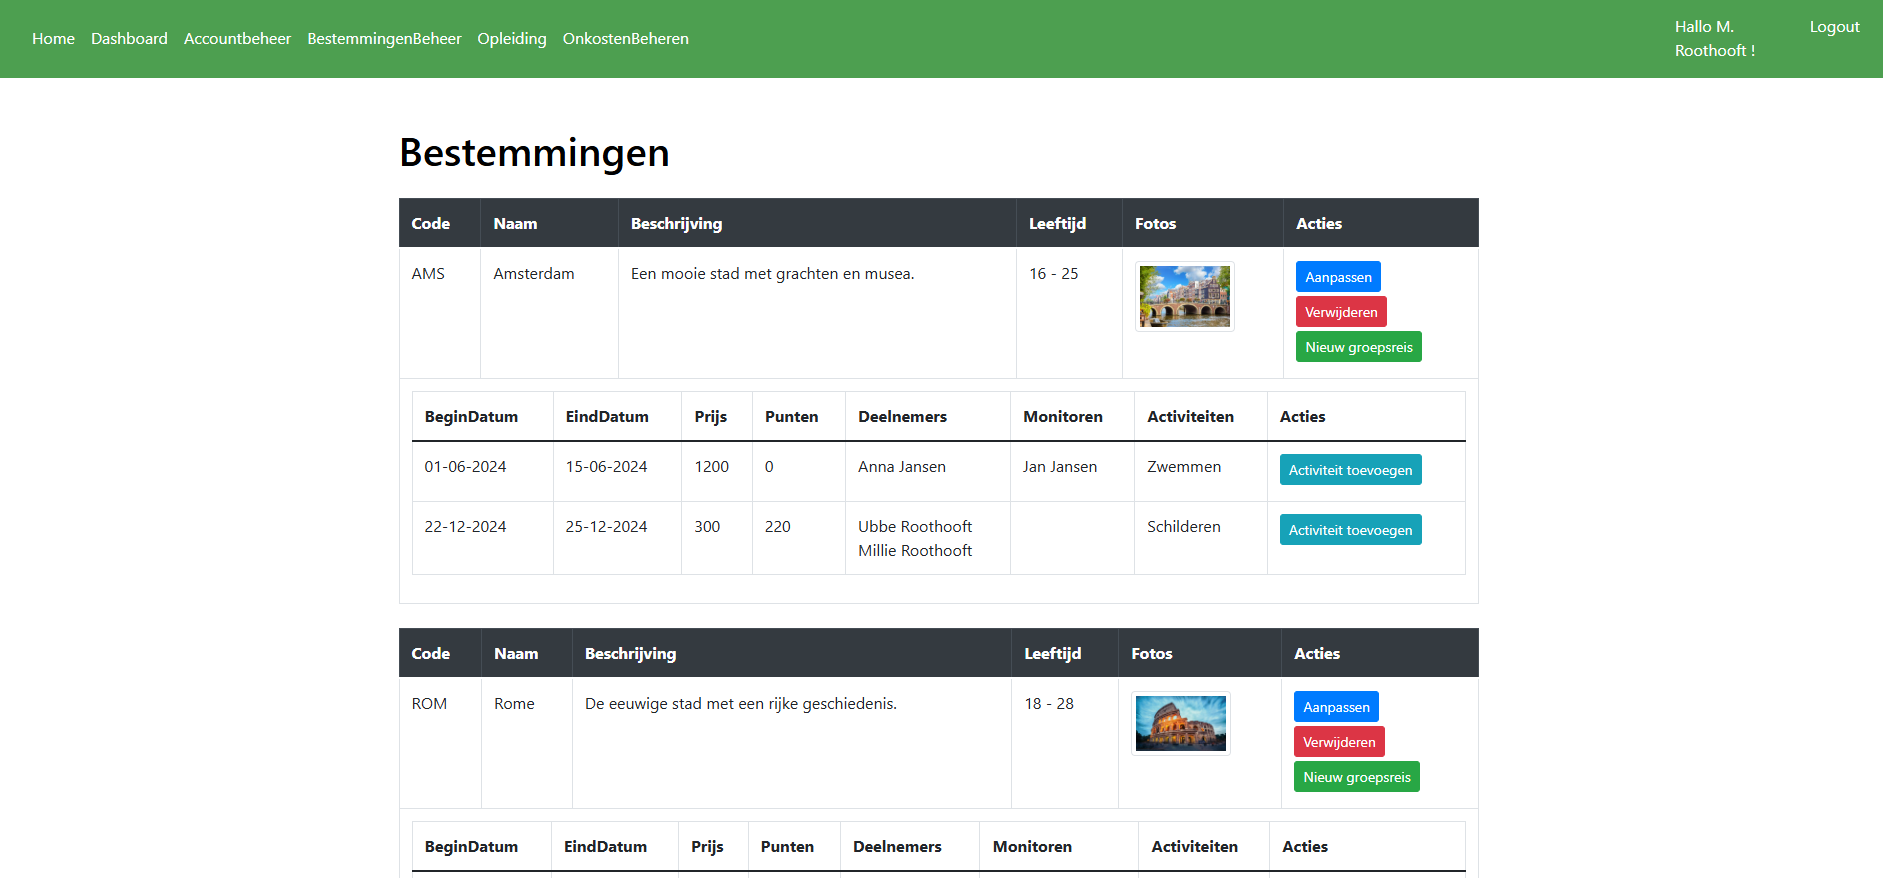 Home Dashboard Accountbeheer BestemmingenBeheer Opleiding OnkostenBeheren
Hallo M.
Roothooft !
Logout
Bestemmingen
Code Naam Beschrijving Leeftijd Fotos Acties
AMS Amsterdam Een mooie stad met grachten en musea. 16 - 25 Aanpassen
Verwijderen
Nieuw groepsreis
BeginDatum EindDatum Prijs Punten Deelnemers Monitoren Activiteiten Acties
01-06-2024 15-06-2024 1200 0 Anna Jansen Jan Jansen Zwemmen Activiteit toevoegen
22-12-2024 25-12-2024 300 220 Ubbe Roothooft Schilderen Activiteit toevoegen
Millie Roothooft
Code Naam Beschrijving Leeftijd Fotos Acties
ROM Rome De eeuwige stad met een rijke geschiedenis. 18 - 28 Aanpassen
Verwijderen
Nieuw groepsreis
BeginDatum EindDatum Prijs Punten Deelnemers Monitoren Activiteiten Acties